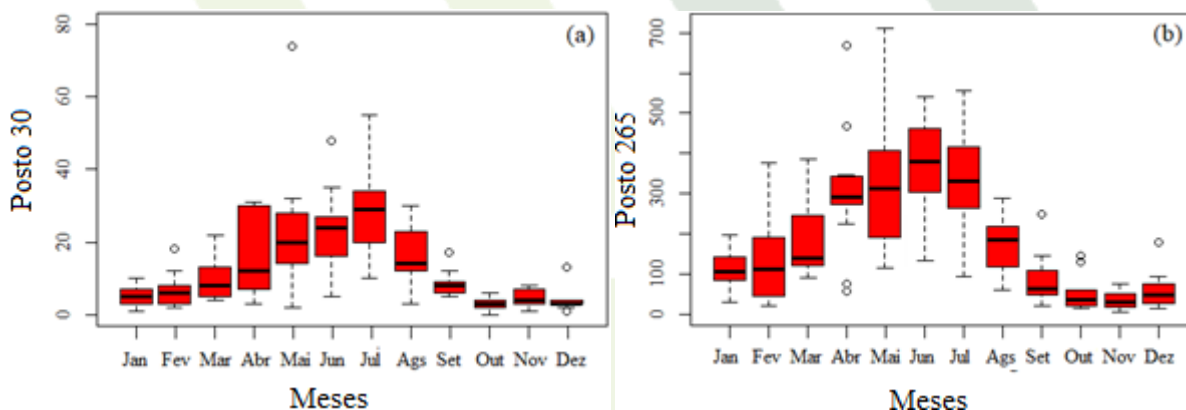 (a)
Posto 30
80
60
40
20
0
Jan Fev Mar Abr Mai Jun Jul Ags Set Out Nov Dez
Meses
(b)
Posto 265
700
500
300
100
0
Jan Fev Mar Abr Mai Jun Jul Ags Set Out Nov Dez
Meses